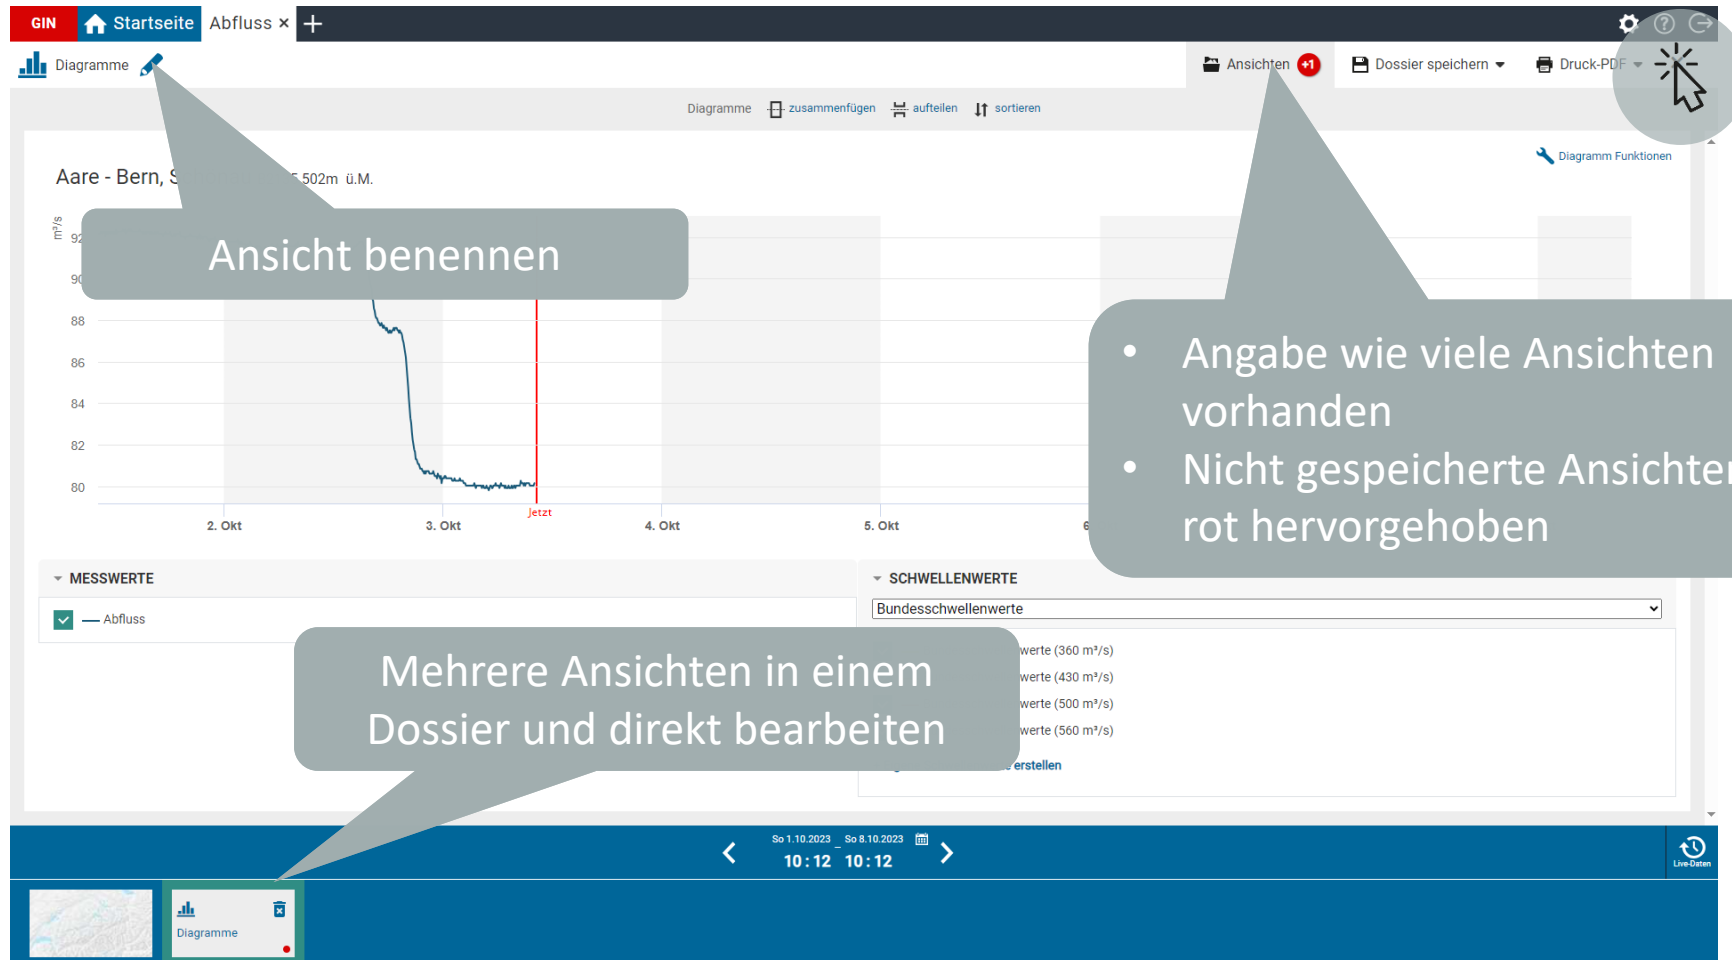 GIN Startseite Abfluss × +
Diagramme Ansichten +1 Dossier speichern Druck-PDF
Diagramme zusammenfügen aufteilen sortieren
Diagramm Funktionen
Aare - Bern, S 502m ü.M.
m³/s
92
90
88
86
84
82
80
Jetzt
2. Okt 3. Okt 4. Okt 5. Okt
Ansicht benennen
• Angabe wie viele Ansichten
vorhanden
• Nicht gespeicherte Ansichten
rot hervorgehoben
MESSWERTE
Abfluss
SCHWELLENWERTE
Bundesschwellenwerte
werte (360 m³/s)
werte (430 m³/s)
werte (500 m³/s)
werte (560 m³/s)
erstellen
Mehrere Ansichten in einem
Dossier und direkt bearbeiten
So 1.10.2023 – So 8.10.2023
10:12 10:12
Live-Daten
Diagramme